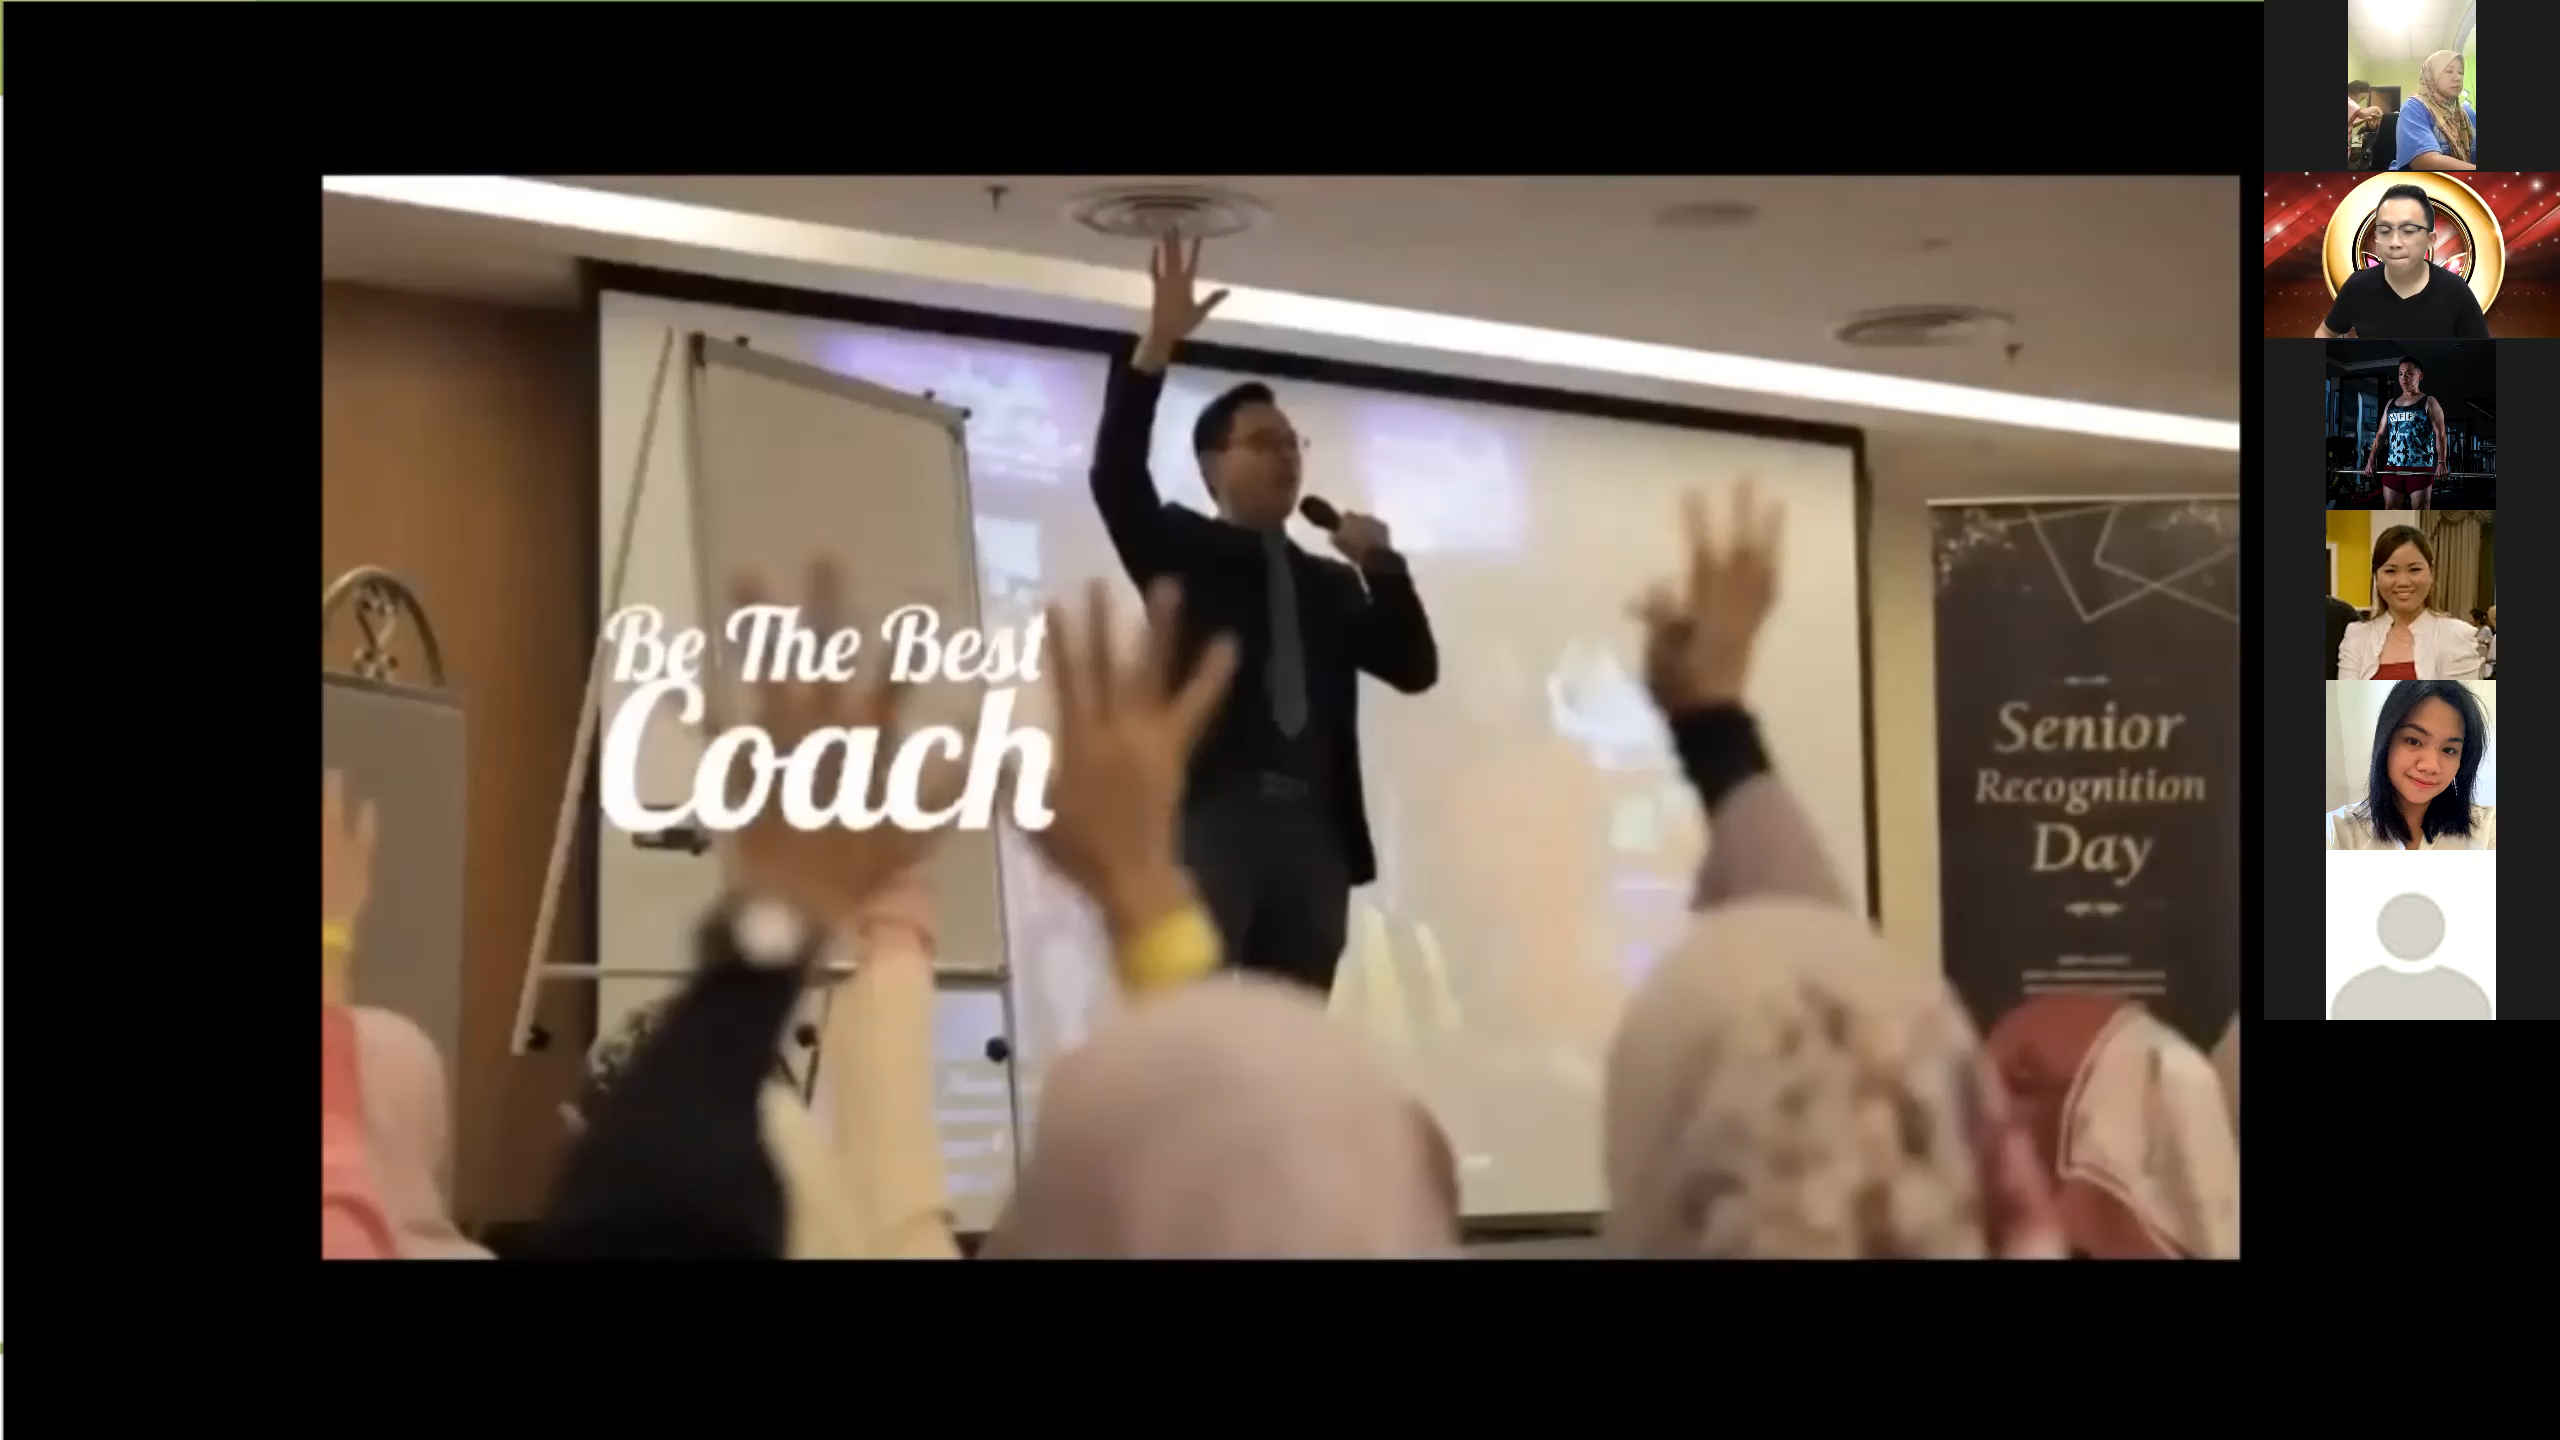 Be The Best
Coach
Senior
Recognition
Day